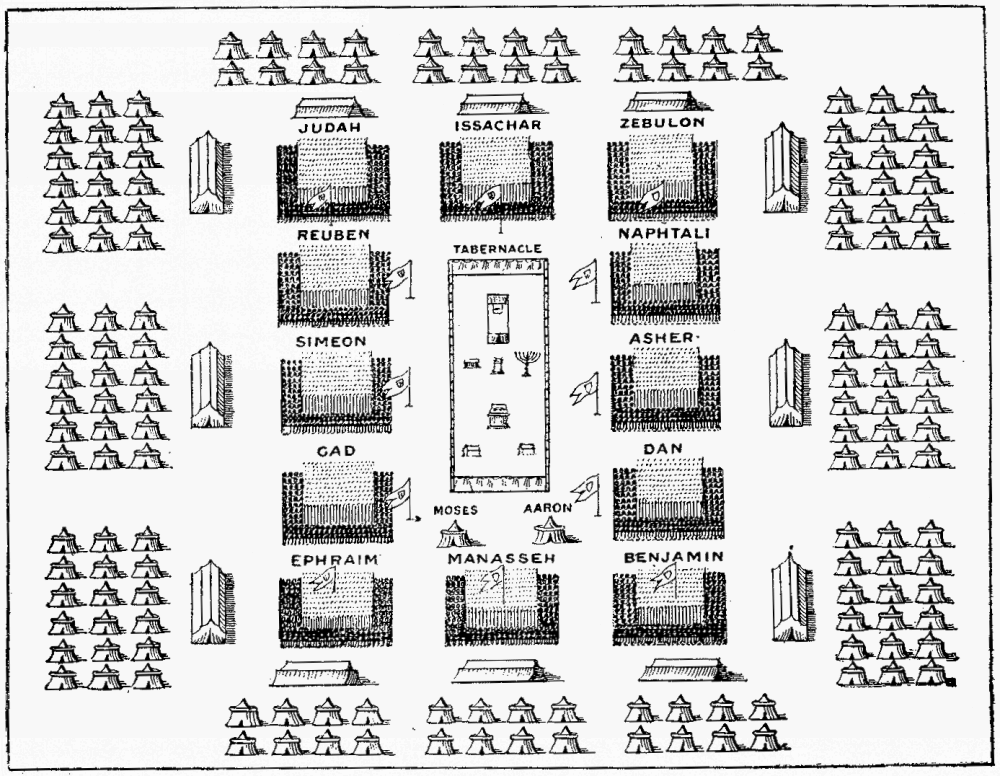 JUDAH
ISSACHAR
ZEBULON
REUBEN
TABERNACLE
NAPHTALI
SIMEON
ASHER
GAD
DAN
MOSES
AARON
EPHRAIM
MANASSEH
BENJAMIN